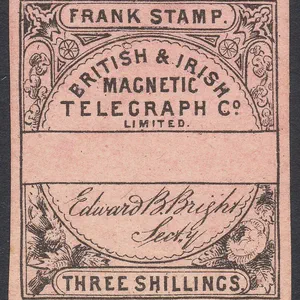 FRANK STAMP.
BRITISH & IRISH
MAGNETIC
TELEGRAPH Co.
LIMITED.
Edward B. Bright
Secty
THREE SHILLINGS.